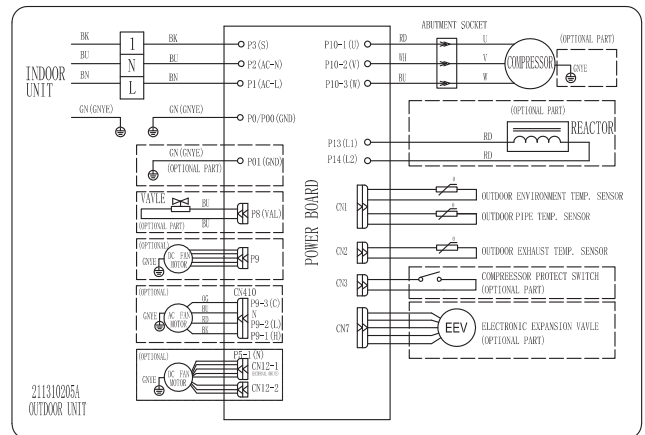 BK
1
BK
P3(S)
BU
N
BU
P2(AC-N)
BN
L
BN
P1(AC-L)
INDOOR
UNIT
GN(GNYE)
GN(GNYE)
P0/P00(GND)
GN(GNYE)
P01(GND)
(OPTIONAL PART)
VAVLE
BU
P8(VAL)
BU
(OPTIONAL PART)
(OPTIONAL)
DC FAN
MOTOR
GNYE
P9
(OPTIONAL)
CN410
OG
P9-3(C)
BU
N
RD
P9-2(L)
BK
P9-1(H)
AC FAN
MOTOR
GNYE
(OPTIONAL)
P5-1(N)
CN12-1
CN12-2
DC FAN
MOTOR
GNYE
211310205A
OUTDOOR UNIT
POWER BOARD
ABUTMENT SOCKET
P10-1(U)
RD
U
P10-2(V)
WH
V
P10-3(W)
BU
W
COMPRESSOR
(OPTIONAL PART)
GNYE
(OPTIONAL PART)
REACTOR
P13(L1)
RD
P14(L2)
RD
CN1
OUTDOOR ENVIRONMENT TEMP. SENSOR
OUTDOOR PIPE TEMP. SENSOR
CN2
OUTDOOR EXHAUST TEMP. SENSOR
CN3
COMPREESSOR PROTECT SWITCH
(OPTIONAL PART)
CN7
EEV
ELECTRONIC EXPANSION VAVLE
(OPTIONAL PART)